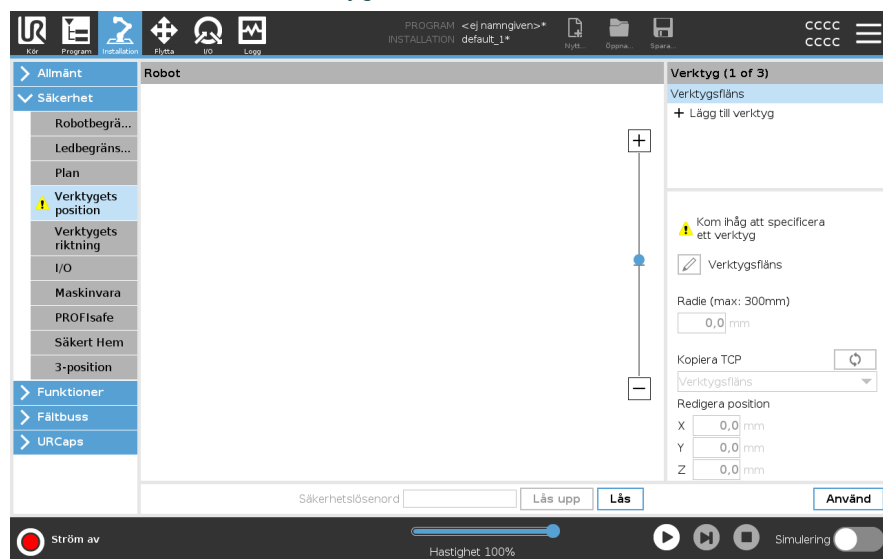 PROGRAM <ej namngiven>*
INSTALLATION default_1*
Kör
Program
Installation
Flytta
I/O
Logg
Nytt...
Öppna...
Spara...
CCCC
CCCC
Allmänt
Säkerhet
Robotbegrä...
Ledbegräns...
Plan
Verktygets
position
Verktygets
riktning
I/O
Maskinvara
PROFIsafe
Säkert Hem
3-position
Funktioner
Fältbuss
URCaps
Robot
Verktyg (1 of 3)
Verktygsfläns
+ Lägg till verktyg
Kom ihåg att specificera
ett verktyg
Verktygsfläns
Radie (max: 300mm)
0,0 mm
Kopiera TCP
Verktygsfläns
Redigera position
X 0,0 mm
Y 0,0 mm
Z 0,0 mm
Säkerhetslösenord
Lås upp
Lås
Använd
Ström av
Hastighet 100%
Simulering